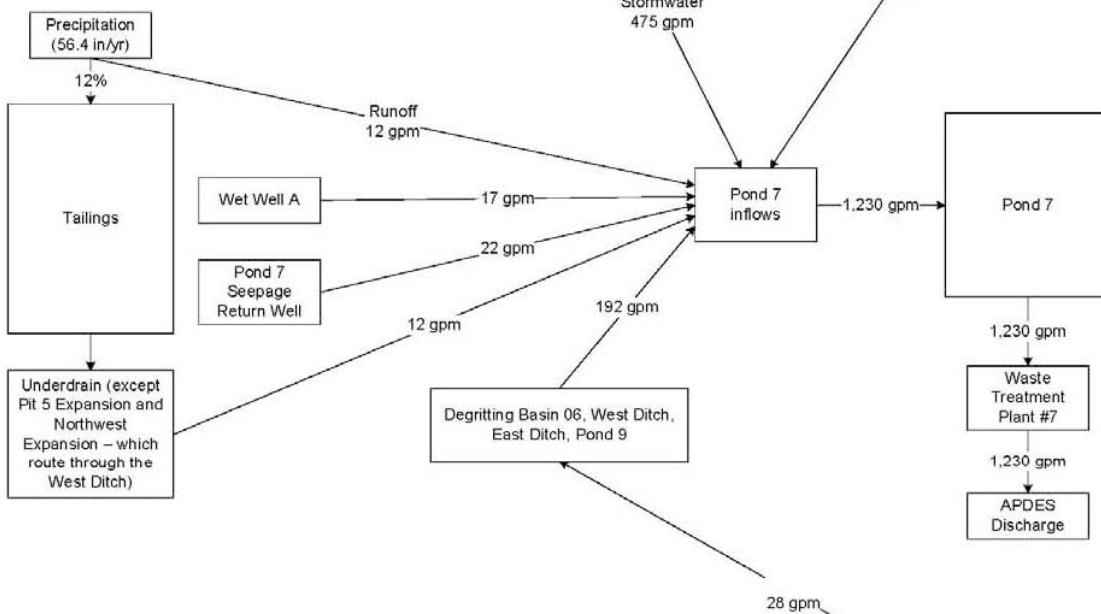 Stormwater
475 gpm
Precipitation
(56.4 in/yr)
12%
Runoff
12 gpm
Tailings
Wet Well A
17 gpm
Pond 7
inflows
1,230 gpm
Pond 7
22 gpm
Pond 7
Seepage
Return Well
192 gpm
12 gpm
1,230 gpm
Underdrain (except
Pit 5 Expansion and
Northwest
Expansion – which
route through the
West Ditch)
Degritting Basin 06, West Ditch,
East Ditch, Pond 9
Waste
Treatment
Plant #7
1,230 gpm
APDES
Discharge
28 gpm